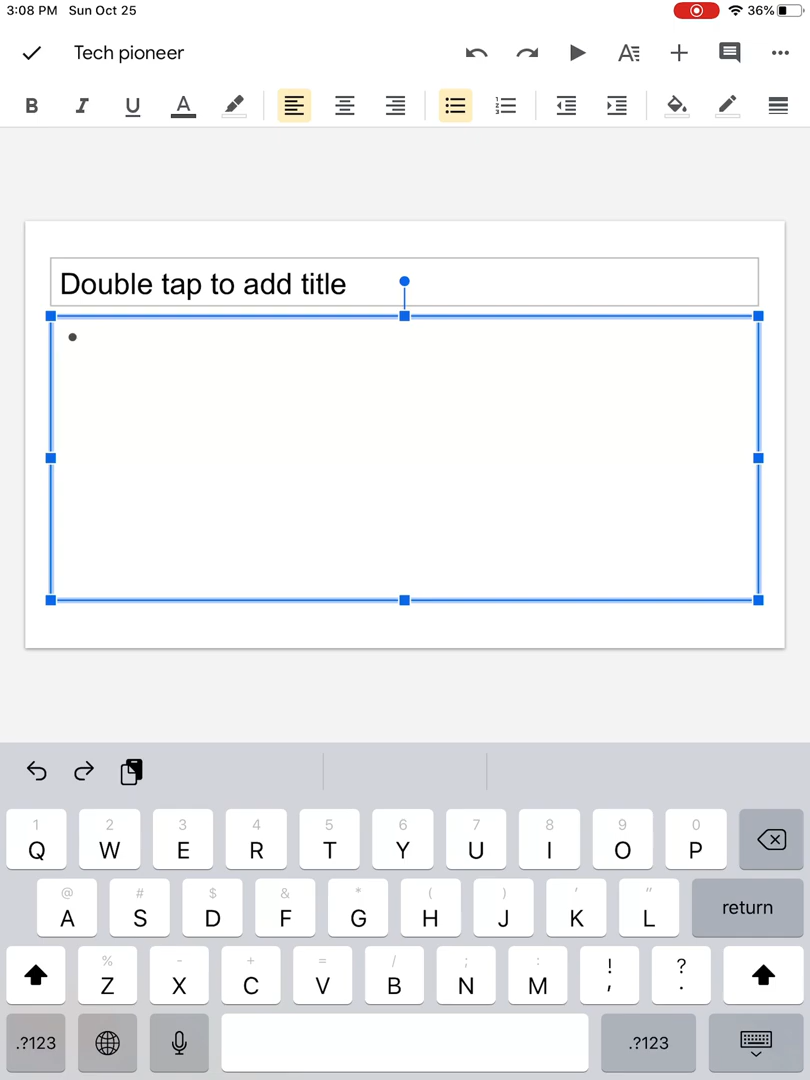 3:08 PM Sun Oct 25 36%
Tech pioneer
B I U A
Double tap to add title
1 2 3 4 5 6 7 8 9 0
Q W E R T Y U I O P
@ # $ & * ( ) ' "
A S D F G H J K L return
% - + = / ; : ! ?
Z X C V B N M , .
.?123 .?123